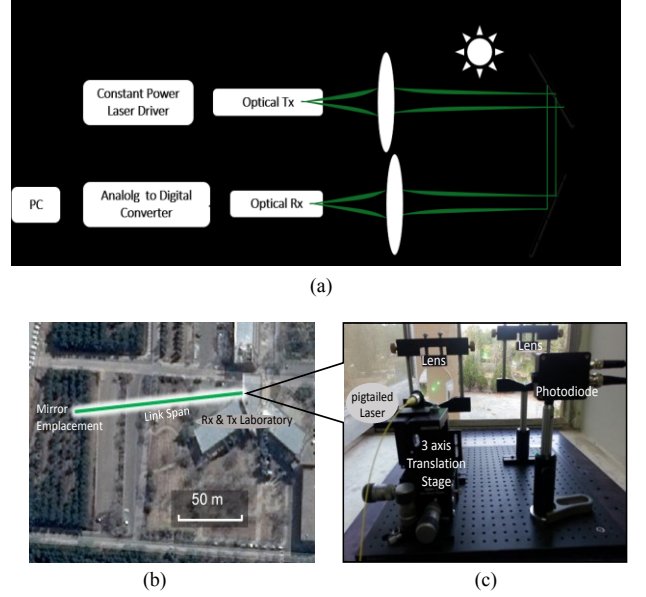 Constant Power
Laser Driver
Optical Tx
PC
Analolg to Digital
Converter
Optical Rx
(a)
Mirror
Emplacement
Link Span
Rx & Tx Laboratory
50 m
(b)
Lens
Lens
pigtailed
Laser
Photodiode
3 axis
Translation
Stage
(c)